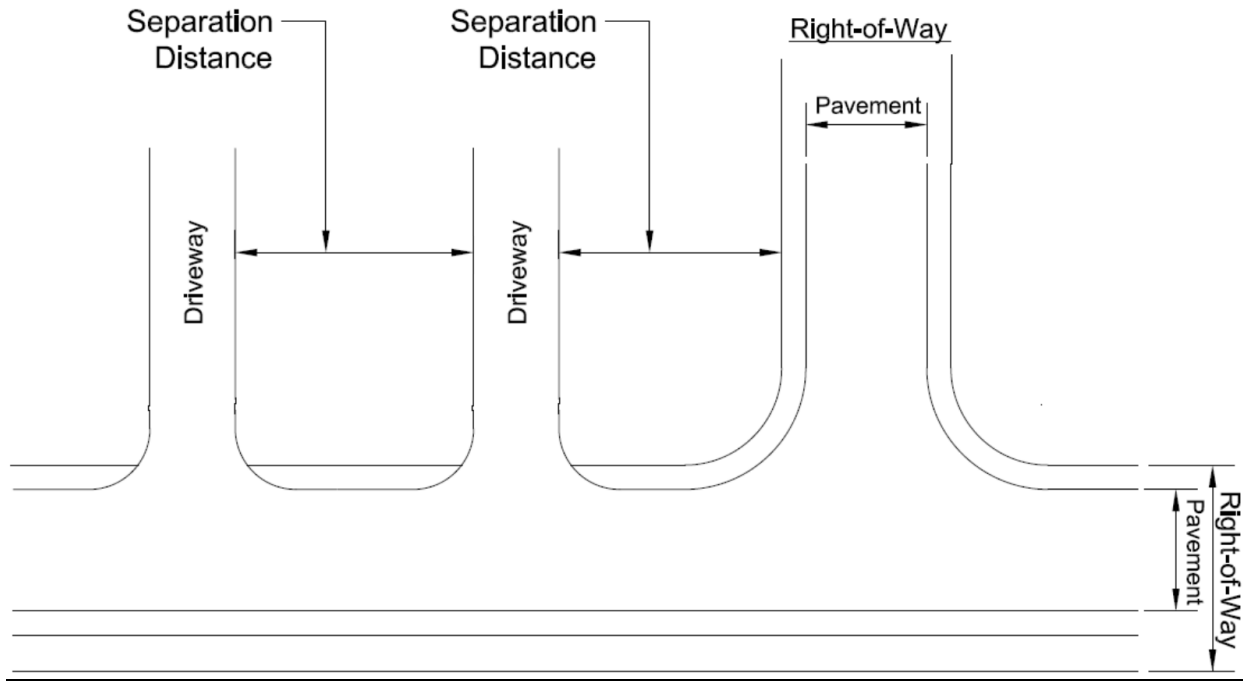 Separation
Distance
Separation
Distance
Right-of-Way
Pavement
Driveway
Driveway
Pavement
Right-of-Way